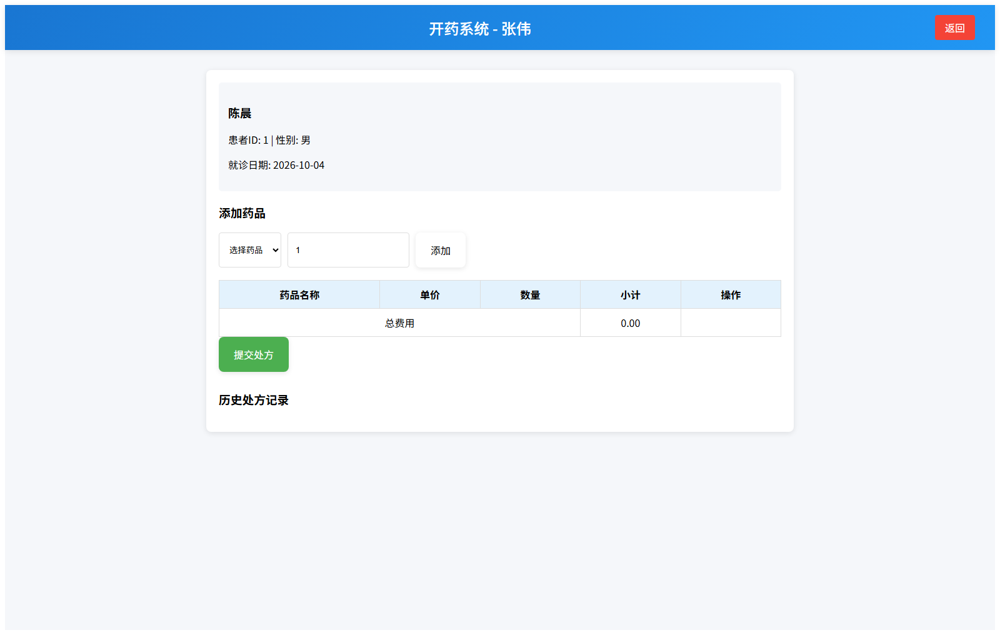 开药系统 - 张伟
返回
陈晨
患者ID: 1 | 性别: 男
就诊日期: 2026-10-04
添加药品
选择药品 1 添加
药品名称 单价 数量 小计 操作
总费用 0.00
提交处方
历史处方记录